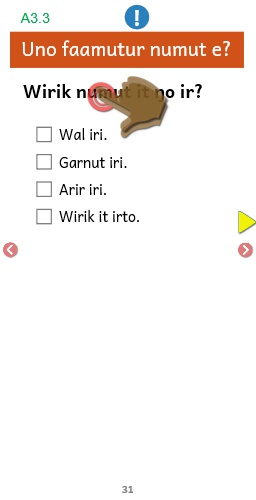 A3.3
!
Uno faamutur numut e?
Wirik numut it ŋo ir?
Wal iri.
Garnut iri.
Arir iri.
Wirik it irto.
31